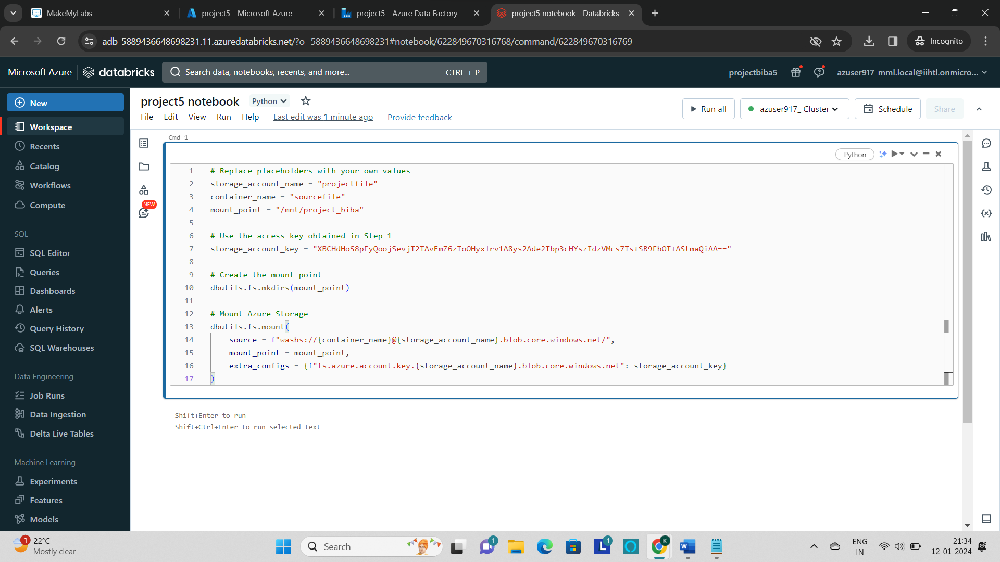 MakeMyLabs
project5 - Microsoft Azure
project5 - Azure Data Factory
project5 notebook - Databricks
adb-5889436648698231.11.azuredatabricks.net/?o=5889436648698231#notebook/622849670316768/command/622849670316769
Incognito
Microsoft Azure
databricks
Search data, notebooks, recents, and more...
CTRL + P
projectbiba5
azuser917_mml.local@iihtl.onmicro...
New
Workspace
Recents
Catalog
Workflows
Compute
SQL
SQL Editor
Queries
Dashboards
Alerts
Query History
SQL Warehouses
Data Engineering
Job Runs
Data Ingestion
Delta Live Tables
Machine Learning
Experiments
Features
Models
project5 notebook
Python
File Edit View Run Help Last edit was 1 minute ago Provide feedback
Run all
azuser917_ Cluster
Schedule
Share
NEW
Cmd 1
Python
1 # Replace placeholders with your own values
2 storage_account_name = "projectfile"
3 container_name = "sourcefile"
4 mount_point = "/mnt/project_biba"
5
6 # Use the access key obtained in Step 1
7 storage_account_key = "XBCHdHoS8pFyQoojSevjT2TAvEmZ6zToOHyxlrv1A8ys2Ade2Tbp3cHYszIdzVMcs7Ts+SR9FbOT+AStmaQiAA=="
8
9 # Create the mount point
10 dbutils.fs.mkdirs(mount_point)
11
12 # Mount Azure Storage
13 dbutils.fs.mount(
14 source = f"wasbs://{container_name}@{storage_account_name}.blob.core.windows.net/",
15 mount_point = mount_point,
16 extra_configs = {f"fs.azure.account.key.{storage_account_name}.blob.core.windows.net": storage_account_key}
17 )
Shift+Enter to run
Shift+Ctrl+Enter to run selected text
1
22°C
Mostly clear
Search
1
L
1
K
W
ENG
IN
21:34
12-01-2024